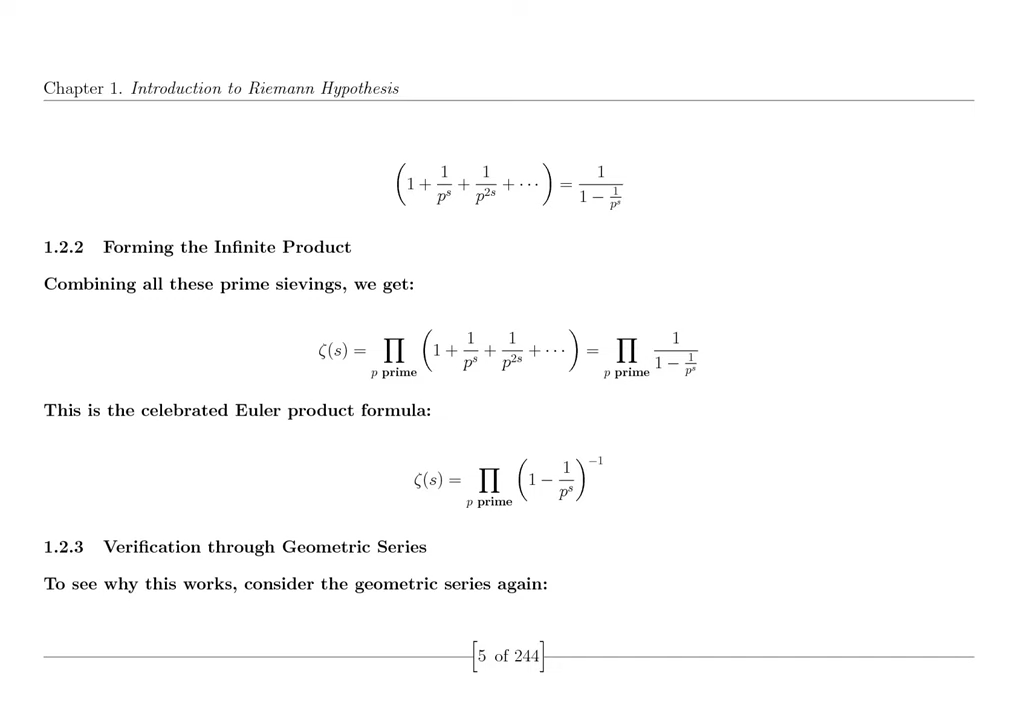 Chapter 1. Introduction to Riemann Hypothesis
(1 + 1/p^s + 1/p^{2s} + ⋯) = 1/(1 − 1/p^s)
1.2.2 Forming the Infinite Product
Combining all these prime sievings, we get:
ζ(s) = ∏_{p prime} (1 + 1/p^s + 1/p^{2s} + ⋯) = ∏_{p prime} 1/(1 − 1/p^s)
This is the celebrated Euler product formula:
ζ(s) = ∏_{p prime} (1 − 1/p^s)^{−1}
1.2.3 Verification through Geometric Series
To see why this works, consider the geometric series again:
[5 of 244]